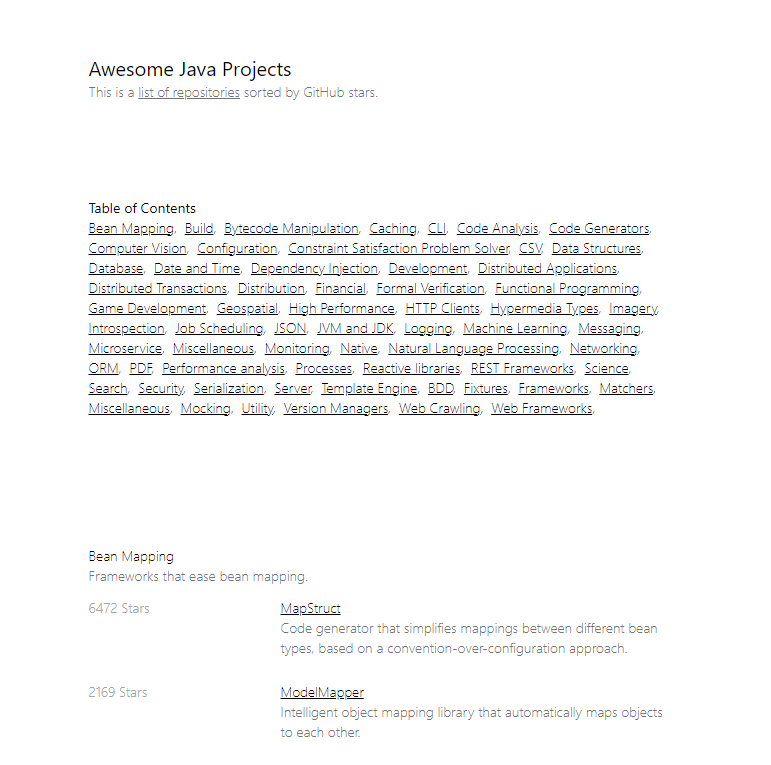 Awesome Java Projects
This is a list of repositories sorted by GitHub stars.
Table of Contents
Bean Mapping, Build, Bytecode Manipulation, Caching, CLI, Code Analysis, Code Generators,
Computer Vision, Configuration, Constraint Satisfaction Problem Solver, CSV, Data Structures,
Database, Date and Time, Dependency Injection, Development, Distributed Applications,
Distributed Transactions, Distribution, Financial, Formal Verification, Functional Programming,
Game Development, Geospatial, High Performance, HTTP Clients, Hypermedia Types, Imagery,
Introspection, Job Scheduling, JSON, JVM and JDK, Logging, Machine Learning, Messaging,
Microservice, Miscellaneous, Monitoring, Native, Natural Language Processing, Networking,
ORM, PDF, Performance analysis, Processes, Reactive libraries, REST Frameworks, Science,
Search, Security, Serialization, Server, Template Engine, BDD, Fixtures, Frameworks, Matchers,
Miscellaneous, Mocking, Utility, Version Managers, Web Crawling, Web Frameworks,
Bean Mapping
Frameworks that ease bean mapping.
6472 Stars
MapStruct
Code generator that simplifies mappings between different bean
types, based on a convention-over-configuration approach.
2169 Stars
ModelMapper
Intelligent object mapping library that automatically maps objects
to each other.